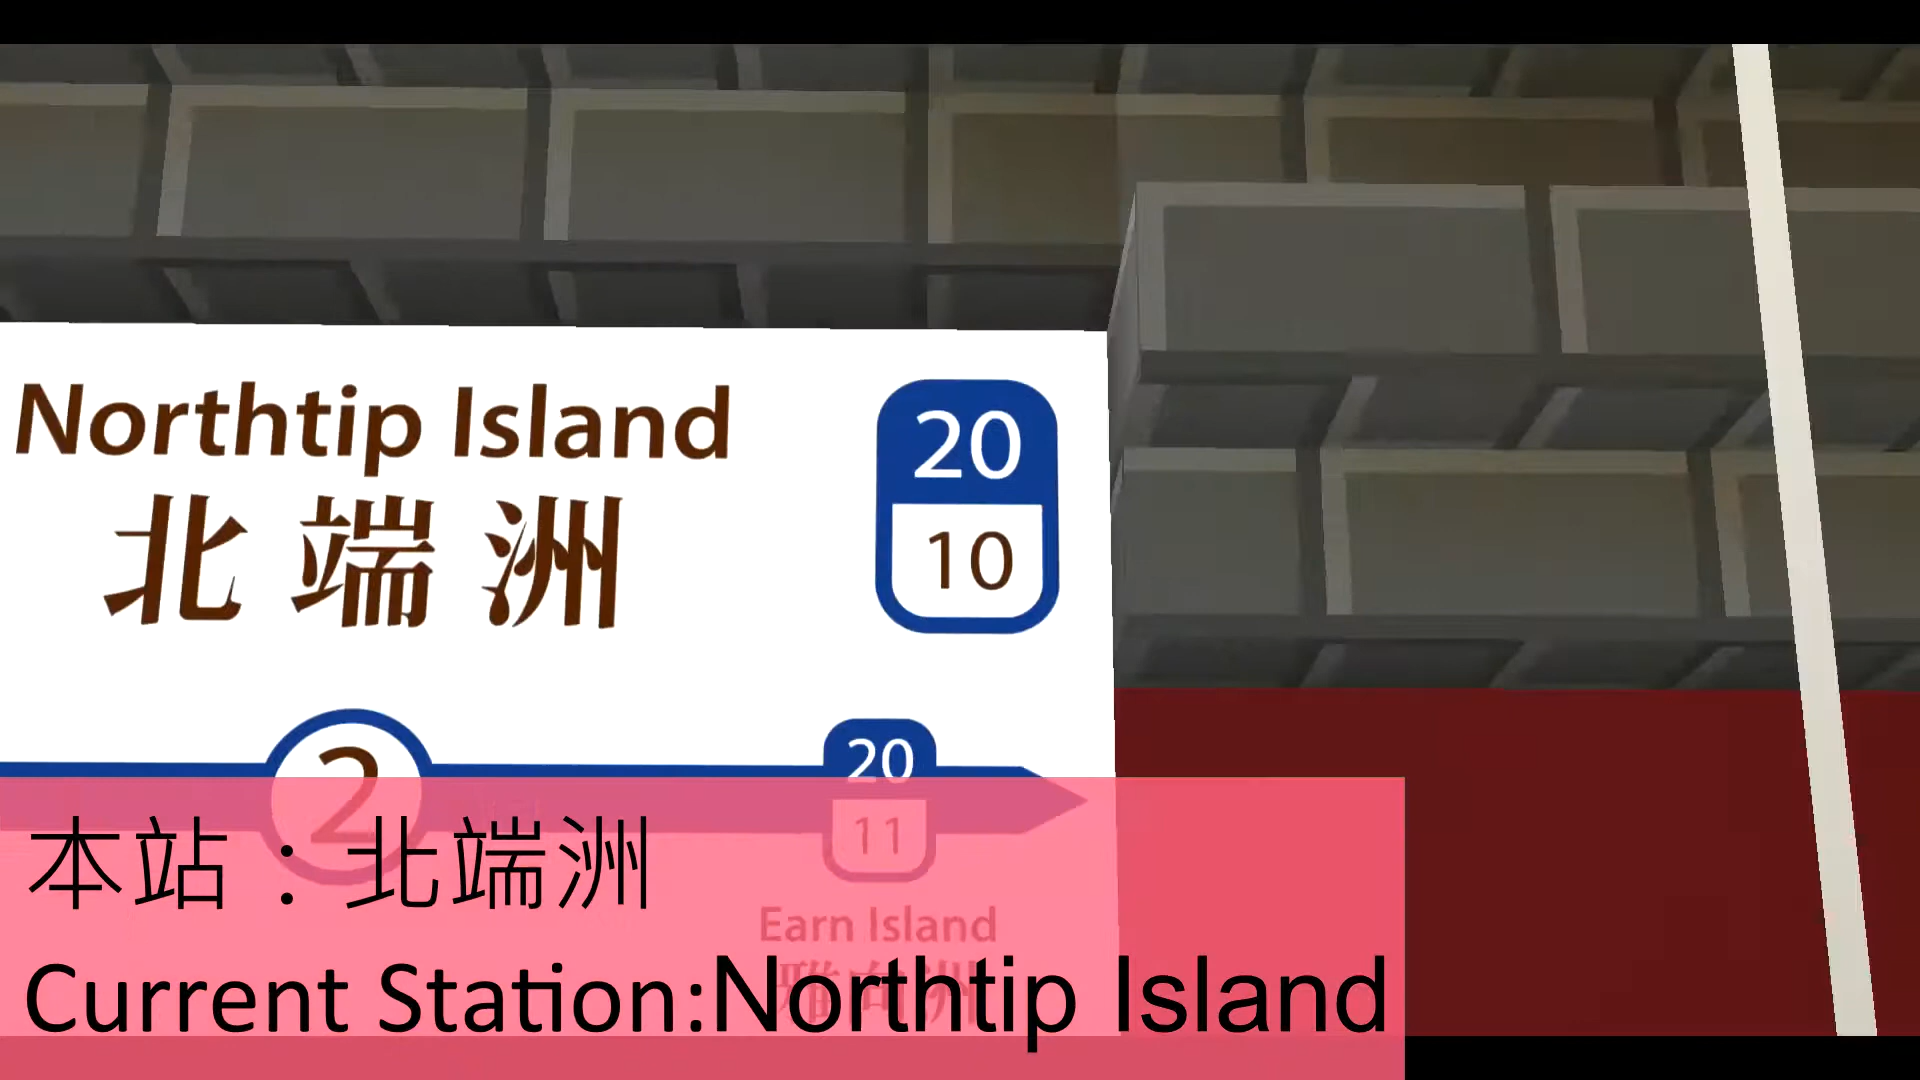 Northtip Island
北端洲
20
10
2
20
11
Earn Island
本站：北端洲
Current Station:Northtip Island